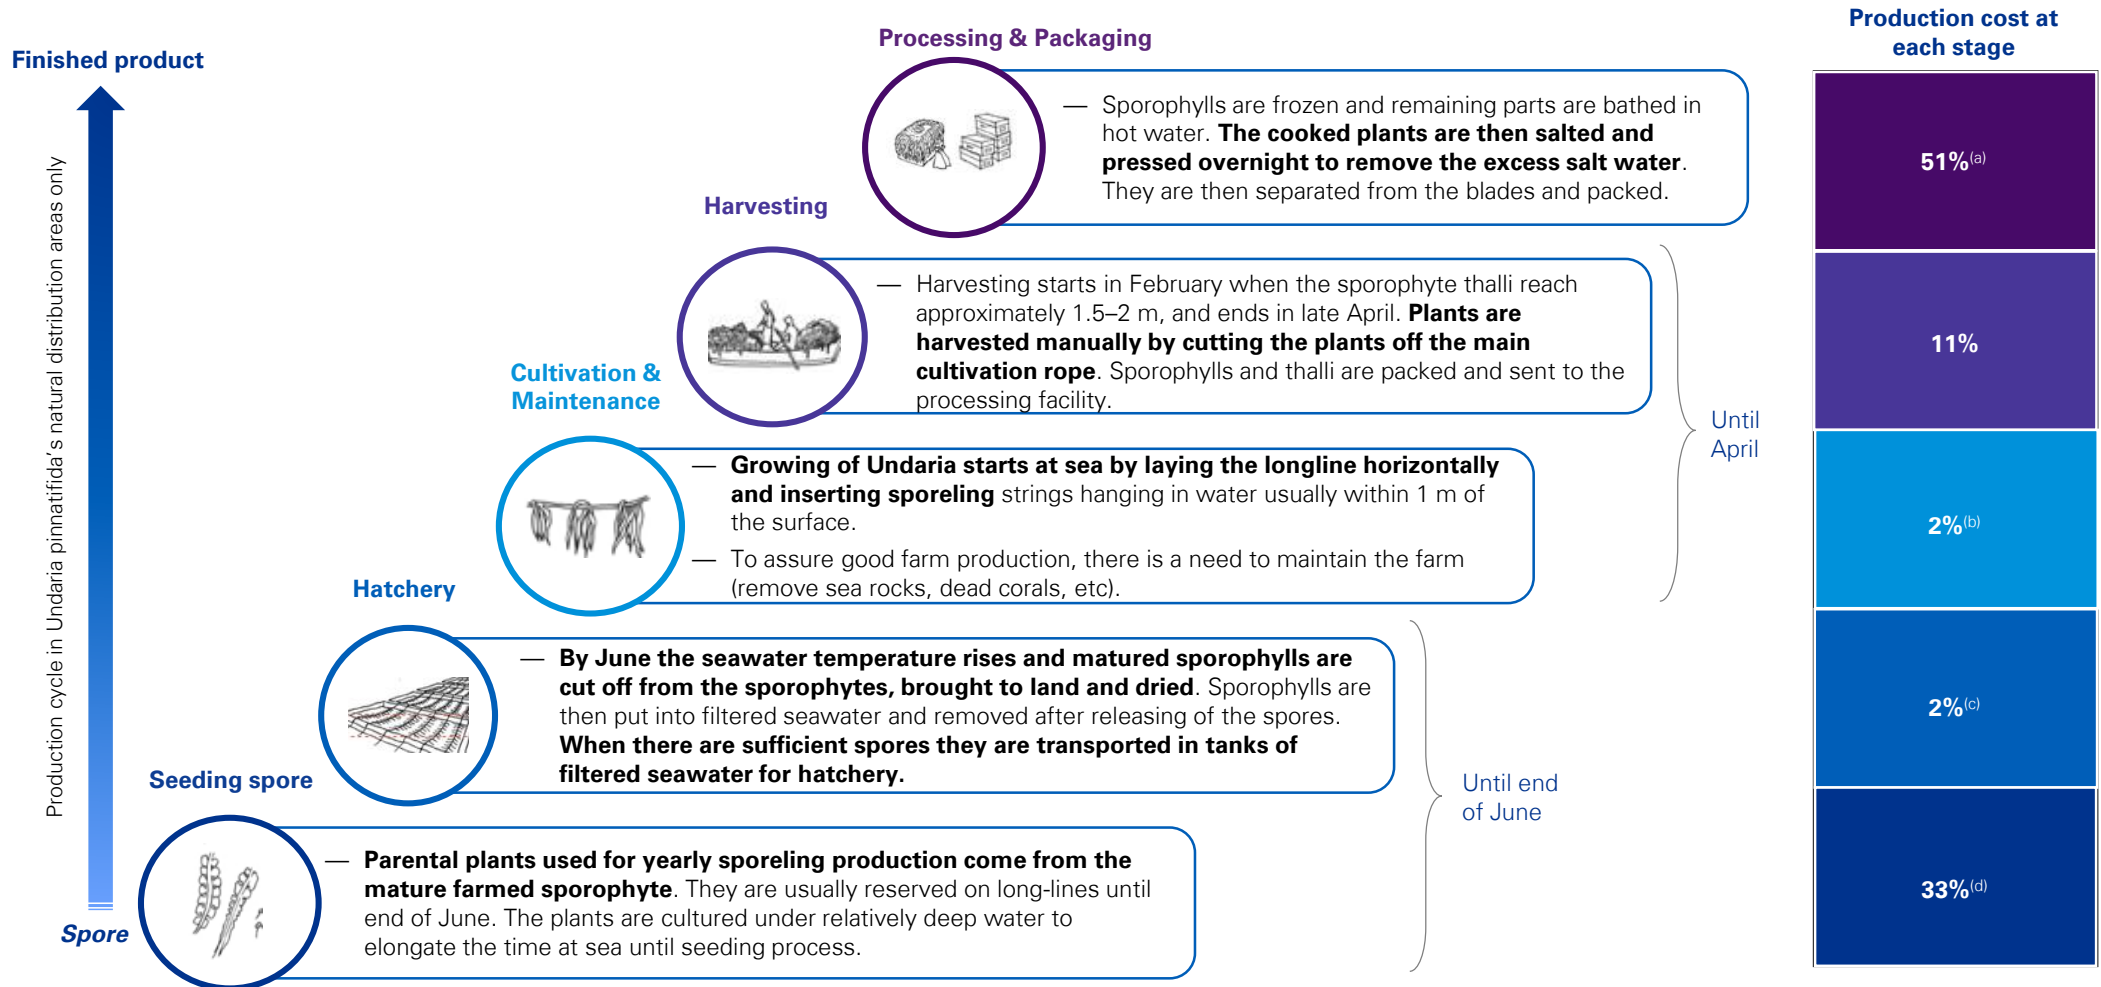 Production cost at
each stage
Finished product
Production cycle in Undaria pinnatifida's natural distribution areas only
Spore
Processing & Packaging
— Sporophylls are frozen and remaining parts are bathed in
hot water. The cooked plants are then salted and
pressed overnight to remove the excess salt water.
They are then separated from the blades and packed.
51%(a)
Harvesting
— Harvesting starts in February when the sporophyte thalli reach
approximately 1.5–2 m, and ends in late April. Plants are
harvested manually by cutting the plants off the main
cultivation rope. Sporophylls and thalli are packed and sent to the
processing facility.
11%
Cultivation &
Maintenance
— Growing of Undaria starts at sea by laying the longline horizontally
and inserting sporeling strings hanging in water usually within 1 m of
the surface.
— To assure good farm production, there is a need to maintain the farm
(remove sea rocks, dead corals, etc).
Until
April
2%(b)
Hatchery
— By June the seawater temperature rises and matured sporophylls are
cut off from the sporophytes, brought to land and dried. Sporophylls are
then put into filtered seawater and removed after releasing of the spores.
When there are sufficient spores they are transported in tanks of
filtered seawater for hatchery.
2%(c)
Seeding spore
— Parental plants used for yearly sporeling production come from the
mature farmed sporophyte. They are usually reserved on long-lines until
end of June. The plants are cultured under relatively deep water to
elongate the time at sea until seeding process.
Until end
of June
33%(d)